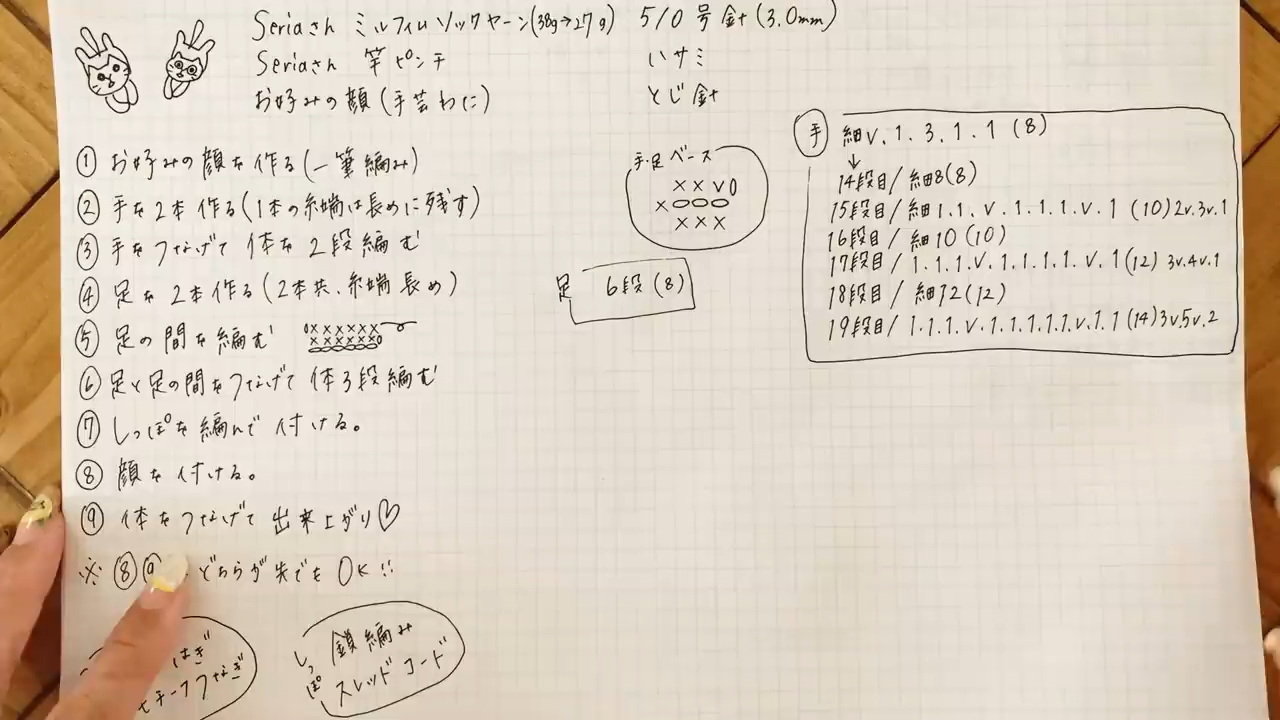 Seriaさん ミルフィムソックヤーン(38g→27g) 5/0号針(3.0mm)
Seriaさん 竿ピンチ ハサミ
お好みの顔(手芸わに) とじ針
① お好みの顔を作る(一筆編み)
② 手を2本作る(1本の糸端は長めに残す)
③ 手をつなげて体を2段編む
④ 足を2本作る(2本共、糸端長め)
⑤ 足の間を編む
⑥ 足と足の間をつなげて体3段編む
⑦ しっぽを編んで付ける。
⑧ 顔を付ける。
⑨ 体をつなげて出来上がり♡
※⑧⑨ どちらが先でもOK!!
はぎ
モチーフつなぎ
しっぽ
鎖編み
スレッドコード
手・足ベース
××v0
×○○○
×××
足 6段(8)
手 細v.1.3.1.1(8)
↓
14段目/細8(8)
15段目/細1.1.v.1.1.1.v.1(10)2v.3v.1
16段目/細10(10)
17段目/1.1.1.v.1.1.1.1.v.1(12)3v.4v.1
18段目/細12(12)
19段目/1.1.1.v.1.1.1.1.1.v.1.1(14)3v.5v.2